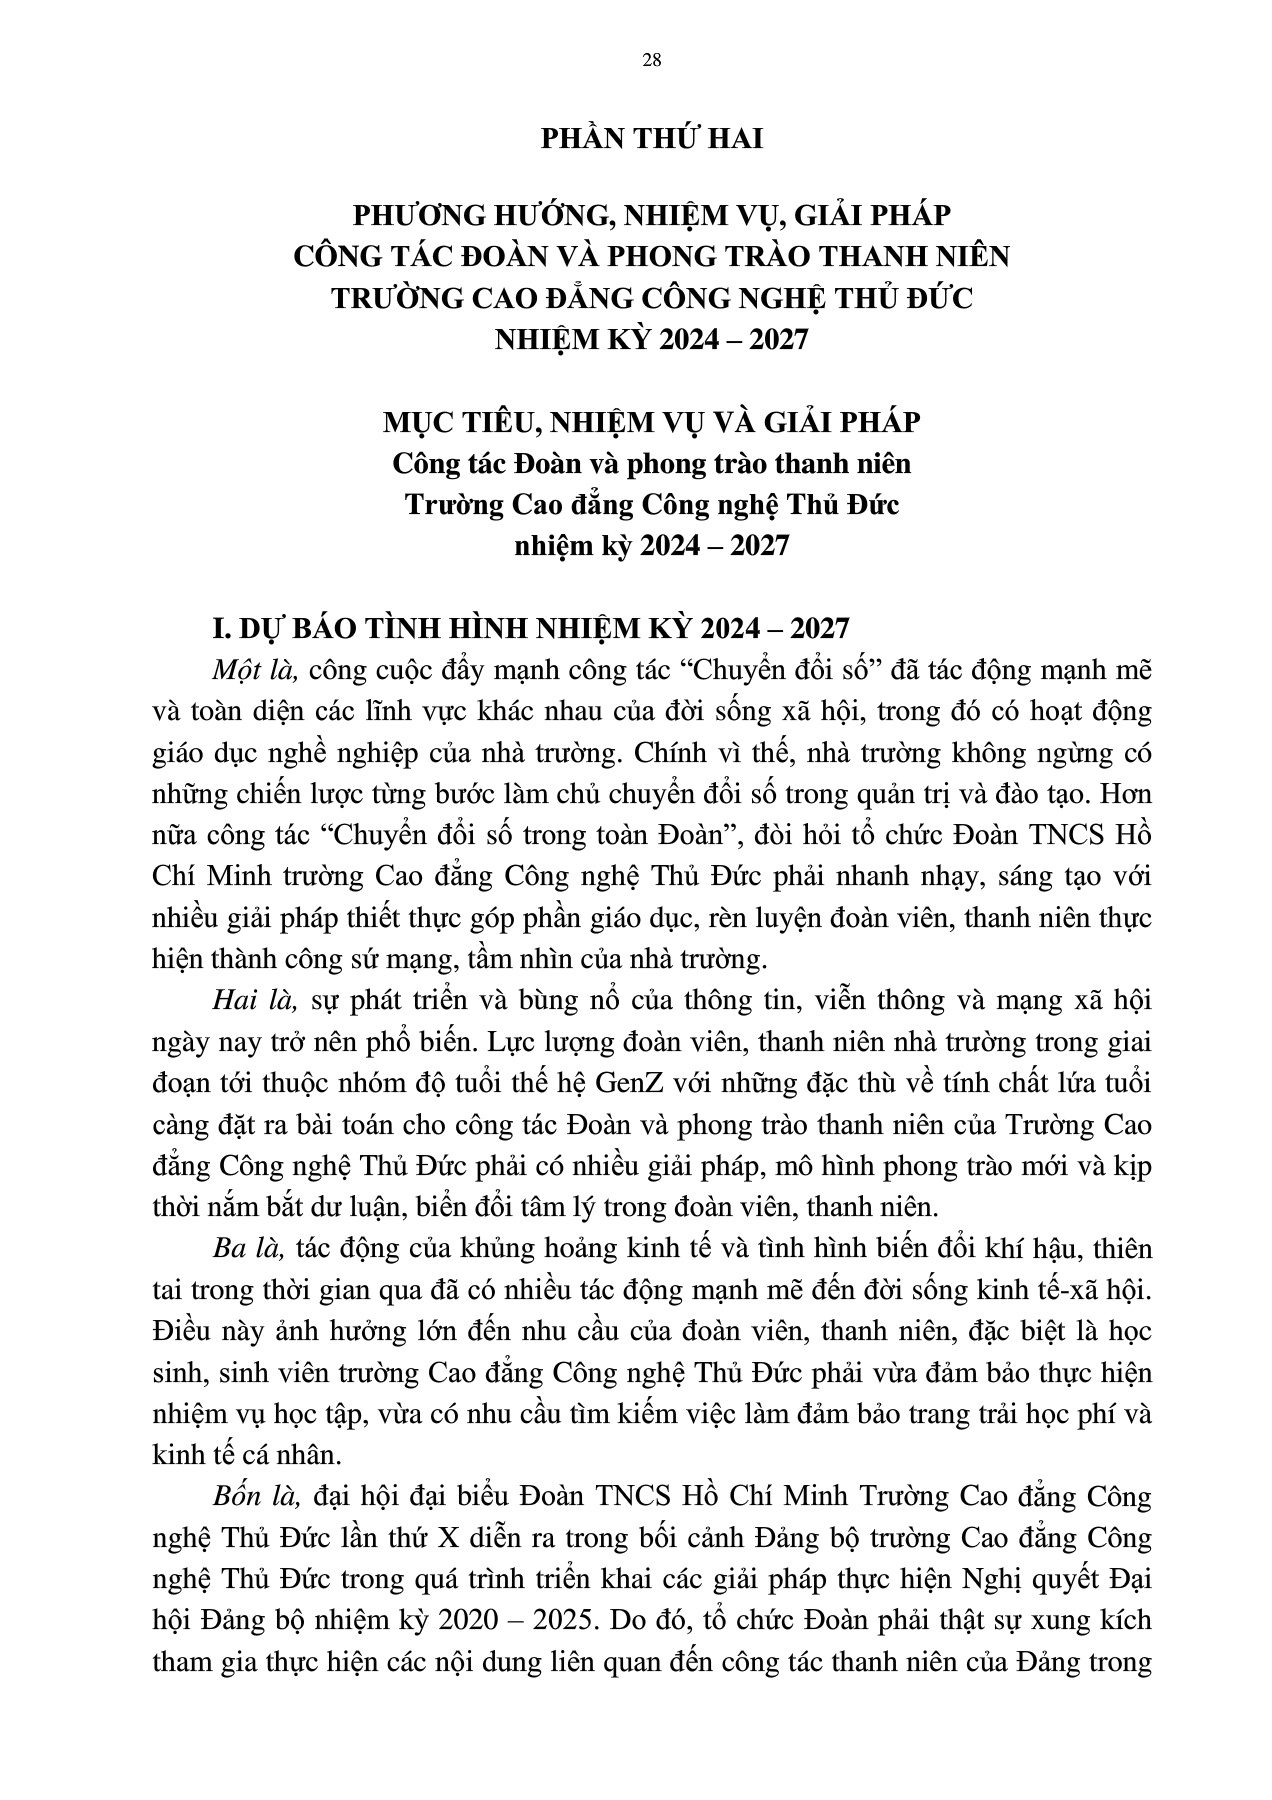 28
PHẦN THỨ HAI
PHƯƠNG HƯỚNG, NHIỆM VỤ, GIẢI PHÁP
CÔNG TÁC ĐOÀN VÀ PHONG TRÀO THANH NIÊN
TRƯỜNG CAO ĐẲNG CÔNG NGHỆ THỦ ĐỨC
NHIỆM KỲ 2024 – 2027
MỤC TIÊU, NHIỆM VỤ VÀ GIẢI PHÁP
Công tác Đoàn và phong trào thanh niên
Trường Cao đẳng Công nghệ Thủ Đức
nhiệm kỳ 2024 – 2027
I. DỰ BÁO TÌNH HÌNH NHIỆM KỲ 2024 – 2027
Một là, công cuộc đẩy mạnh công tác “Chuyển đổi số” đã tác động mạnh mẽ
và toàn diện các lĩnh vực khác nhau của đời sống xã hội, trong đó có hoạt động
giáo dục nghề nghiệp của nhà trường. Chính vì thế, nhà trường không ngừng có
những chiến lược từng bước làm chủ chuyển đổi số trong quản trị và đào tạo. Hơn
nữa công tác “Chuyển đổi số trong toàn Đoàn”, đòi hỏi tổ chức Đoàn TNCS Hồ
Chí Minh trường Cao đẳng Công nghệ Thủ Đức phải nhanh nhạy, sáng tạo với
nhiều giải pháp thiết thực góp phần giáo dục, rèn luyện đoàn viên, thanh niên thực
hiện thành công sứ mạng, tầm nhìn của nhà trường.
Hai là, sự phát triển và bùng nổ của thông tin, viễn thông và mạng xã hội
ngày nay trở nên phổ biến. Lực lượng đoàn viên, thanh niên nhà trường trong giai
đoạn tới thuộc nhóm độ tuổi thế hệ GenZ với những đặc thù về tính chất lứa tuổi
càng đặt ra bài toán cho công tác Đoàn và phong trào thanh niên của Trường Cao
đẳng Công nghệ Thủ Đức phải có nhiều giải pháp, mô hình phong trào mới và kịp
thời nắm bắt dư luận, biển đổi tâm lý trong đoàn viên, thanh niên.
Ba là, tác động của khủng hoảng kinh tế và tình hình biến đổi khí hậu, thiên
tai trong thời gian qua đã có nhiều tác động mạnh mẽ đến đời sống kinh tế-xã hội.
Điều này ảnh hưởng lớn đến nhu cầu của đoàn viên, thanh niên, đặc biệt là học
sinh, sinh viên trường Cao đẳng Công nghệ Thủ Đức phải vừa đảm bảo thực hiện
nhiệm vụ học tập, vừa có nhu cầu tìm kiếm việc làm đảm bảo trang trải học phí và
kinh tế cá nhân.
Bốn là, đại hội đại biểu Đoàn TNCS Hồ Chí Minh Trường Cao đẳng Công
nghệ Thủ Đức lần thứ X diễn ra trong bối cảnh Đảng bộ trường Cao đẳng Công
nghệ Thủ Đức trong quá trình triển khai các giải pháp thực hiện Nghị quyết Đại
hội Đảng bộ nhiệm kỳ 2020 – 2025. Do đó, tổ chức Đoàn phải thật sự xung kích
tham gia thực hiện các nội dung liên quan đến công tác thanh niên của Đảng trong